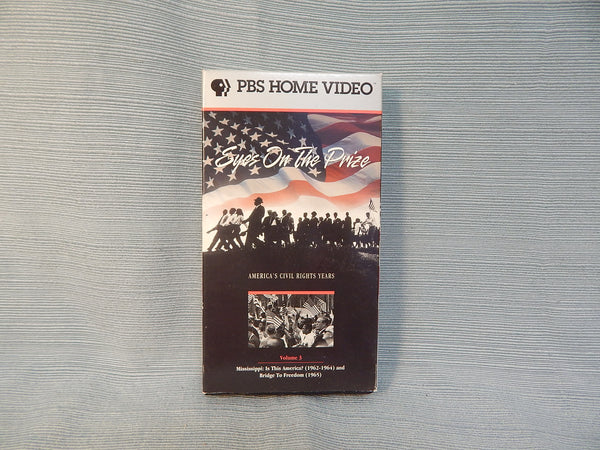 PBS HOME VIDEO
Eyes On The Prize
AMERICA'S CIVIL RIGHTS YEARS
Volume 3
Mississippi: Is This America? (1962-1964) and
Bridge To Freedom (1965)